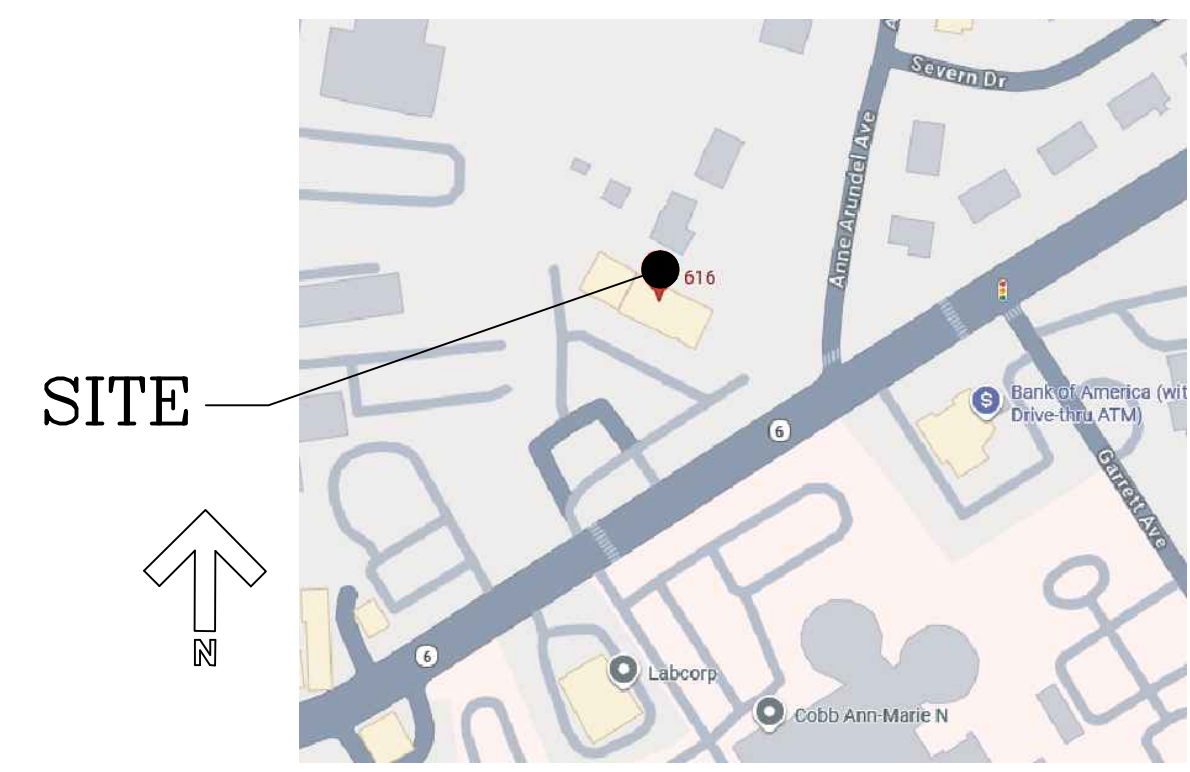 Severn Dr
Anne Arundel Ave
616
SITE
Bank of America (wit
Drive-thru ATM)
6
Garrett Ave
N
6
Labcorp
Cobb Ann-Marie N